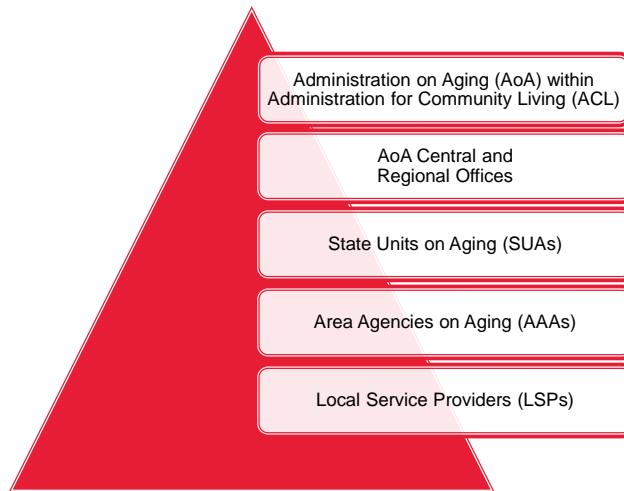 Administration on Aging (AoA) within
Administration for Community Living (ACL)
AoA Central and
Regional Offices
State Units on Aging (SUAs)
Area Agencies on Aging (AAAs)
Local Service Providers (LSPs)